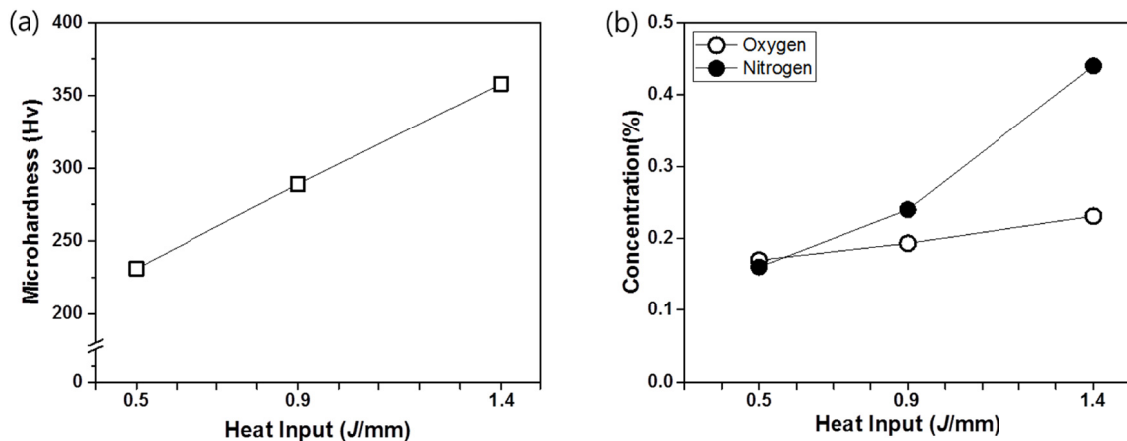 (a)
Microhardness (Hv)
400
350
300
250
200
0
0.5 0.9 1.4
Heat Input (J/mm)
(b)
Oxygen
Nitrogen
Concentration(%)
0.5
0.4
0.3
0.2
0.1
0.0
0.5 0.9 1.4
Heat Input (J/mm)